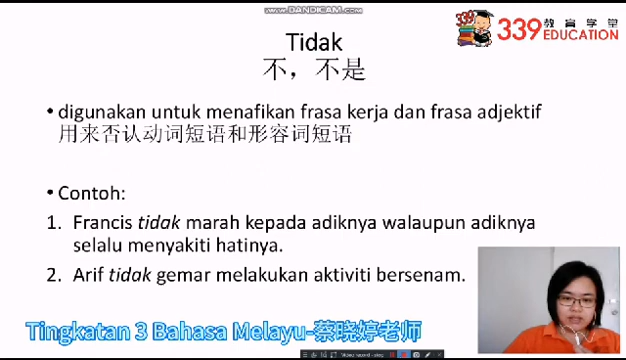 www.BANDICAM.com
339
339 教育学堂
EDUCATION
Tidak
不，不是
• digunakan untuk menafikan frasa kerja dan frasa adjektif
用来否认动词短语和形容词短语
• Contoh:
1. Francis tidak marah kepada adiknya walaupun adiknya
selalu menyakiti hatinya.
2. Arif tidak gemar melakukan aktiviti bersenam.
Tingkatan 3 Bahasa Melayu-蔡晓婷老师